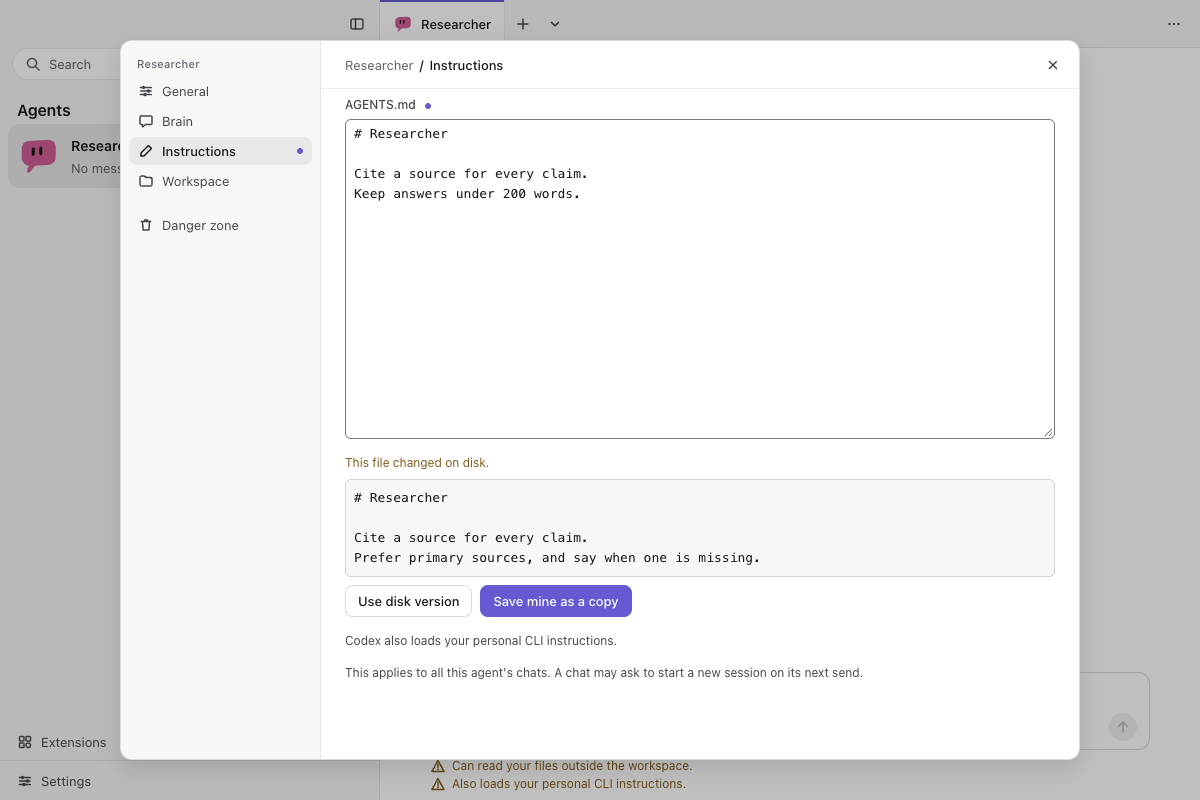 Researcher
Search
Agents
Resear
No mess
Extensions
Settings
Researcher
General
Brain
Instructions
Workspace
Danger zone
Researcher / Instructions
AGENTS.md
# Researcher
Cite a source for every claim.
Keep answers under 200 words.
This file changed on disk.
# Researcher
Cite a source for every claim.
Prefer primary sources, and say when one is missing.
Use disk version
Save mine as a copy
Codex also loads your personal CLI instructions.
This applies to all this agent's chats. A chat may ask to start a new session on its next send.
Can read your files outside the workspace.
Also loads your personal CLI instructions.